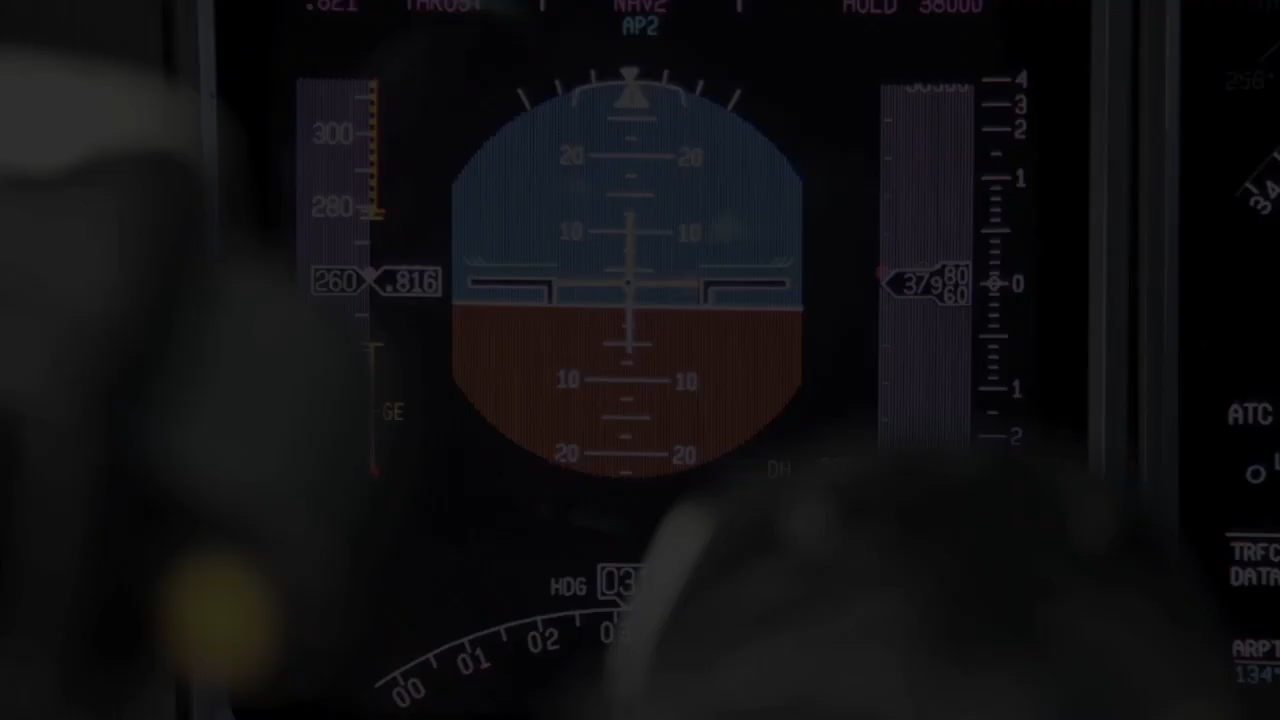 .821 THRUST NAV2 HOLD 38000
AP2
300
280
260 .816
GE
20 20
10 10
10 10
20 20
DH
4
3
2
1
0
1
2
379 80
60
HDG 03
00 01 02
34
ATC
TRFC
DATA
ARPT
134°